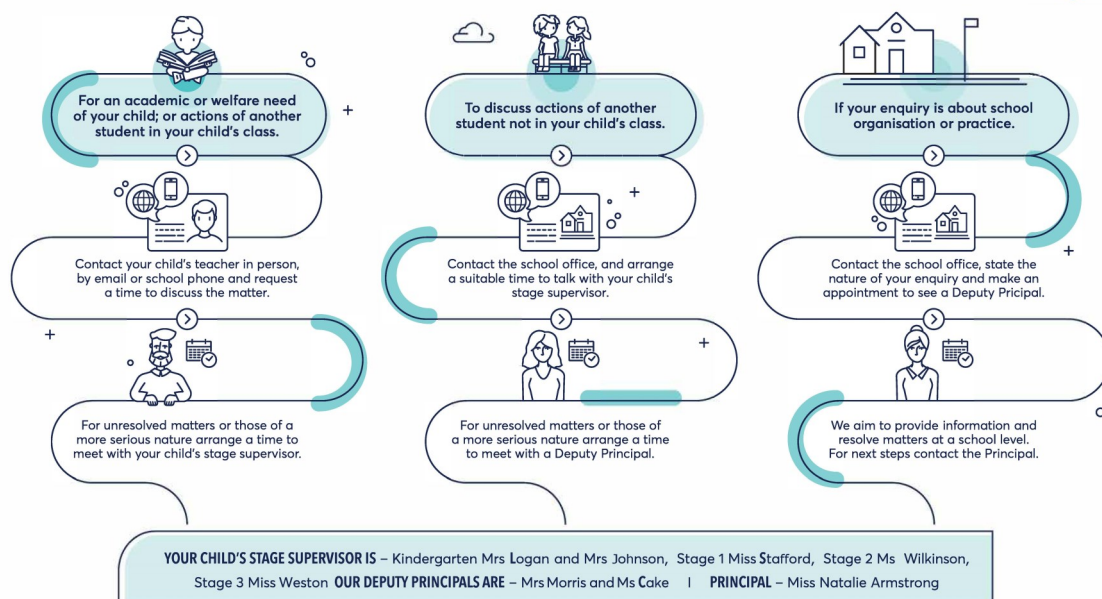 For an academic or welfare need
of your child; or actions of another
student in your child's class.
Contact your child's teacher in person,
by email or school phone and request
a time to discuss the matter.
For unresolved matters or those of a
more serious nature arrange a time to
meet with your child's stage supervisor.
To discuss actions of another
student not in your child's class.
Contact the school office, and arrange
a suitable time to talk with your child's
stage supervisor.
For unresolved matters or those of
a more serious nature arrange a time
to meet with a Deputy Principal.
If your enquiry is about school
organisation or practice.
Contact the school office, state the
nature of your enquiry and make an
appointment to see a Deputy Pricipal.
We aim to provide information and
resolve matters at a school level.
For next steps contact the Principal.
YOUR CHILD'S STAGE SUPERVISOR IS – Kindergarten Mrs Logan and Mrs Johnson, Stage 1 Miss Stafford, Stage 2 Ms Wilkinson,
Stage 3 Miss Weston OUR DEPUTY PRINCIPALS ARE – Mrs Morris and Ms Cake | PRINCIPAL – Miss Natalie Armstrong